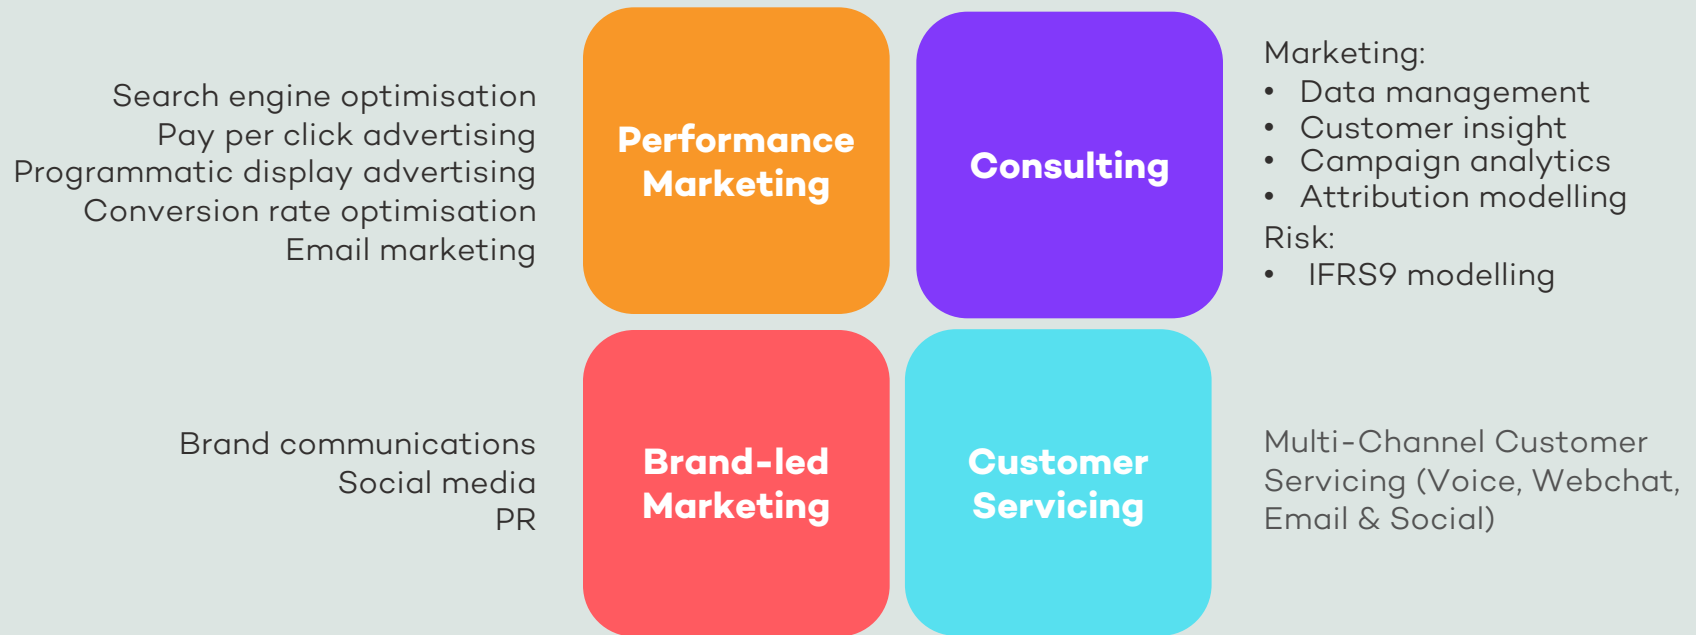 Search engine optimisation
Pay per click advertising
Programmatic display advertising
Conversion rate optimisation
Email marketing
Performance
Marketing
Consulting
Marketing:
• Data management
• Customer insight
• Campaign analytics
• Attribution modelling
Risk:
• IFRS9 modelling
Brand communications
Social media
PR
Brand-led
Marketing
Customer
Servicing
Multi-Channel Customer
Servicing (Voice, Webchat,
Email & Social)